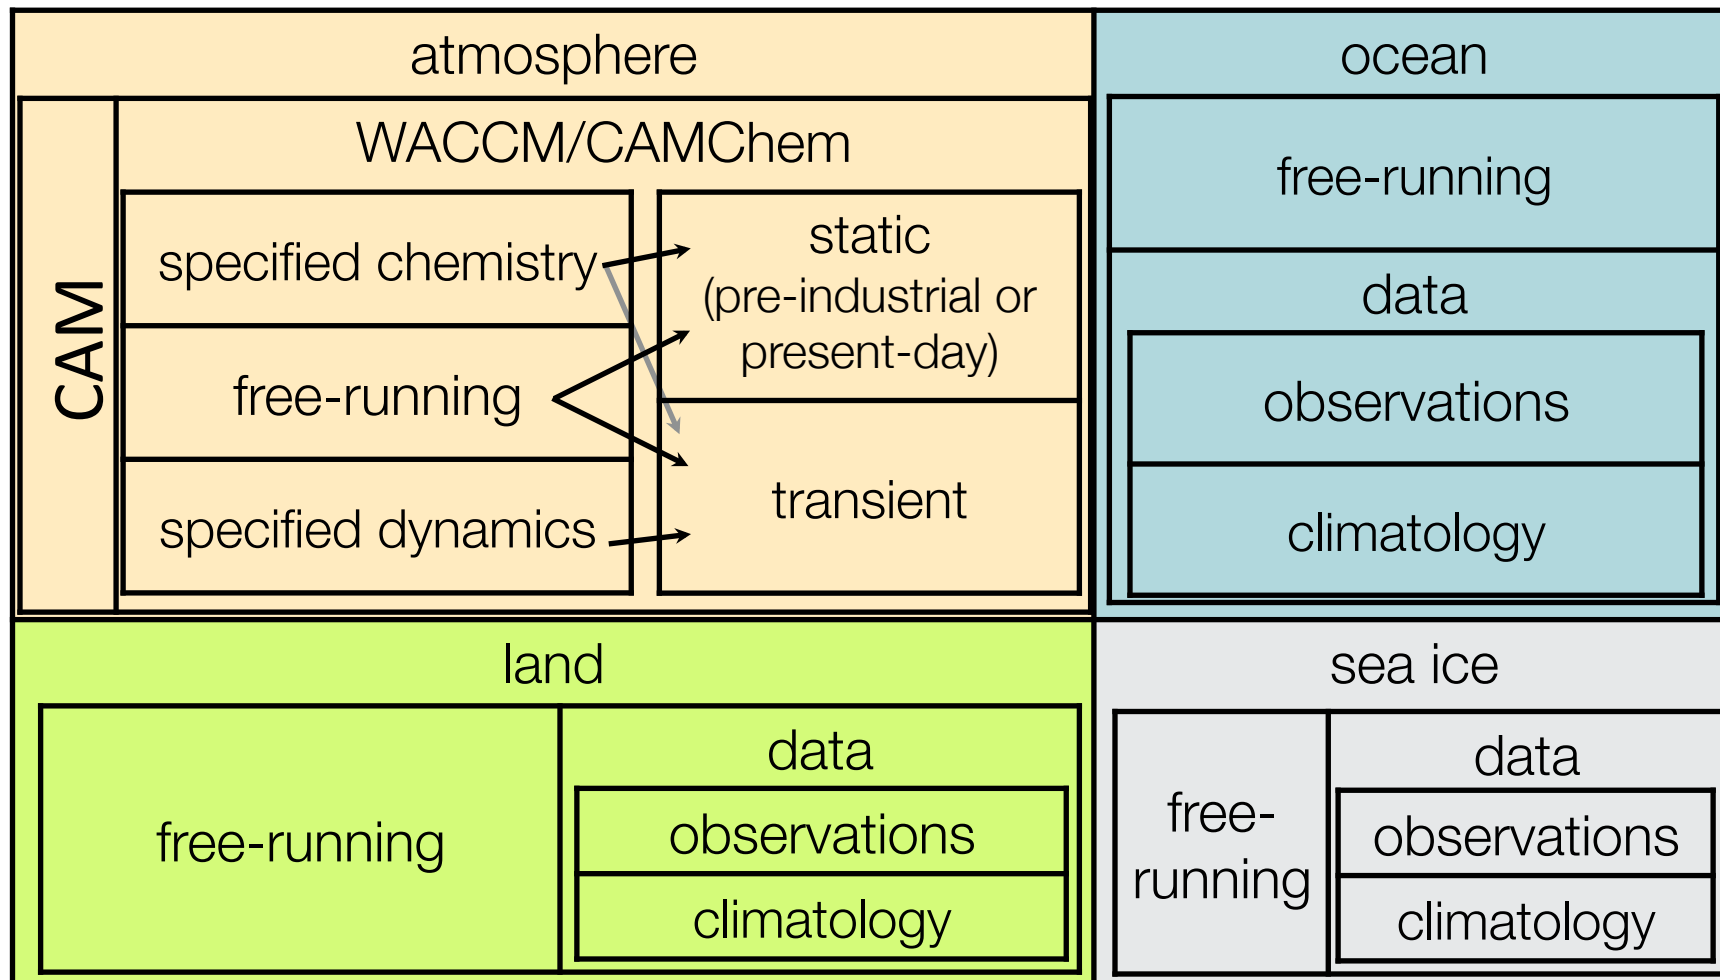 atmosphere
CAM
WACCM/CAMChem
specified chemistry
free-running
specified dynamics
static
(pre-industrial or
present-day)
transient
ocean
free-running
data
observations
climatology
land
free-running
data
observations
climatology
sea ice
free-
running
data
observations
climatology